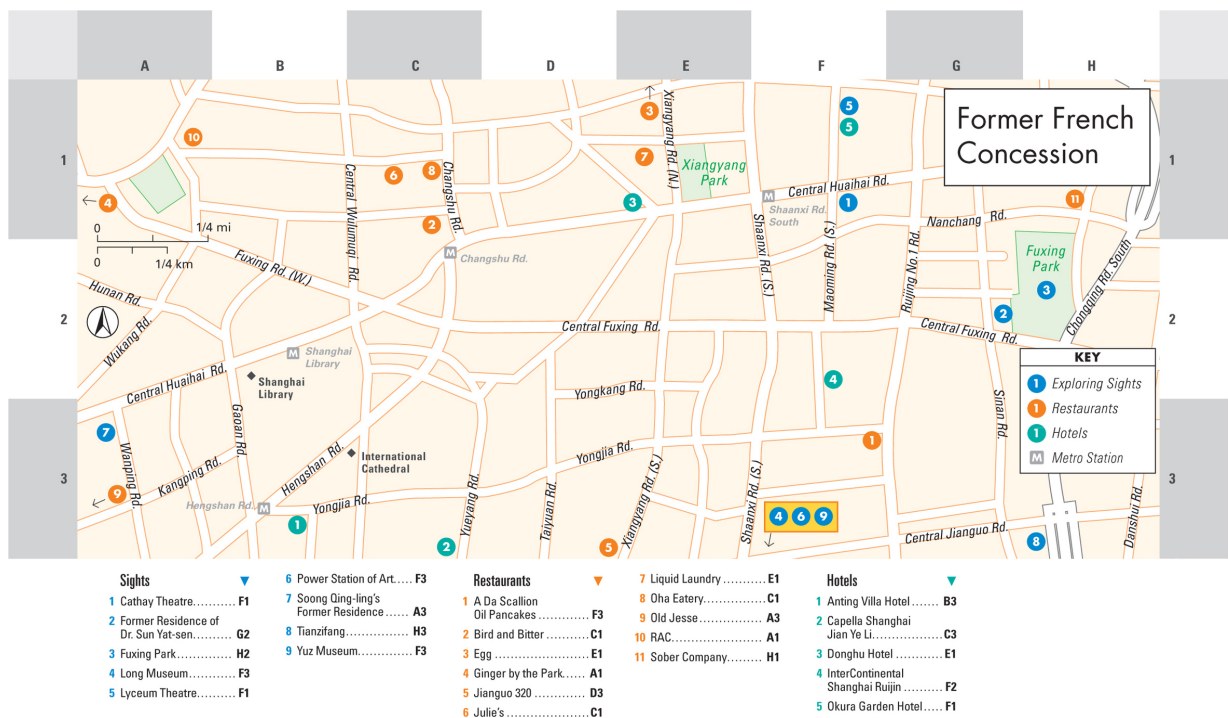 A B C D E F G H
1
2
3
1
2
3
Former French
Concession
Xiangyang
Park
Fuxing
Park
Xiangyang Rd. (N.)
Changshu Rd.
Central Wulumuqi Rd.
Central Huaihai Rd.
Shaanxi Rd.
South
Nanchang Rd.
Shaanxi Rd. (S.)
Maoming Rd. (S.)
Ruijing No.1 Rd.
Chongqing Rd. South
0 1/4 mi
0 1/4 km
Fuxing Rd. (W.)
M Changshu Rd.
Hunan Rd.
Wukang Rd.
Central Fuxing Rd.
Central Fuxing Rd.
M Shanghai
Library
Shanghai
Library
Central Huaihai Rd.
Gaoan Rd.
Yongkang Rd.
Sinan Rd.
Wanping Rd.
Kangping Rd.
Hengshan Rd.
International
Cathedral
Yongjia Rd.
Hengshan Rd. M
Yongjia Rd.
Yueyang Rd.
Taiyuan Rd.
Xiangyang Rd. (S.)
Shaanxi Rd. (S.)
Central Jianguo Rd.
Danshui Rd.
10
6
8
4
2
3
7
3
5
5
1
11
M
3
2
4
7
9
1
2
5
1
4 6 9
8
KEY
1 Exploring Sights
1 Restaurants
1 Hotels
M Metro Station
Sights
1 Cathay Theatre.......... F1
2 Former Residence of
Dr. Sun Yat-sen.......... G2
3 Fuxing Park.............. H2
4 Long Museum.......... F3
5 Lyceum Theatre......... F1
6 Power Station of Art..... F3
7 Soong Qing-ling's
Former Residence ...... A3
8 Tianzifang.............. H3
9 Yuz Museum............ F3
Restaurants
1 A Da Scallion
Oil Pancakes ............ F3
2 Bird and Bitter .......... C1
3 Egg ..................... E1
4 Ginger by the Park....... A1
5 Jianguo 320 ............. D3
6 Julie's ................... C1
7 Liquid Laundry ........... E1
8 Oha Eatery............... C1
9 Old Jesse................ A3
10 RAC..................... A1
11 Sober Company.......... H1
Hotels
1 Anting Villa Hotel ....... B3
2 Capella Shanghai
Jian Ye Li................ C3
3 Donghu Hotel ........... E1
4 InterContinental
Shanghai Ruijin ......... F2
5 Okura Garden Hotel..... F1